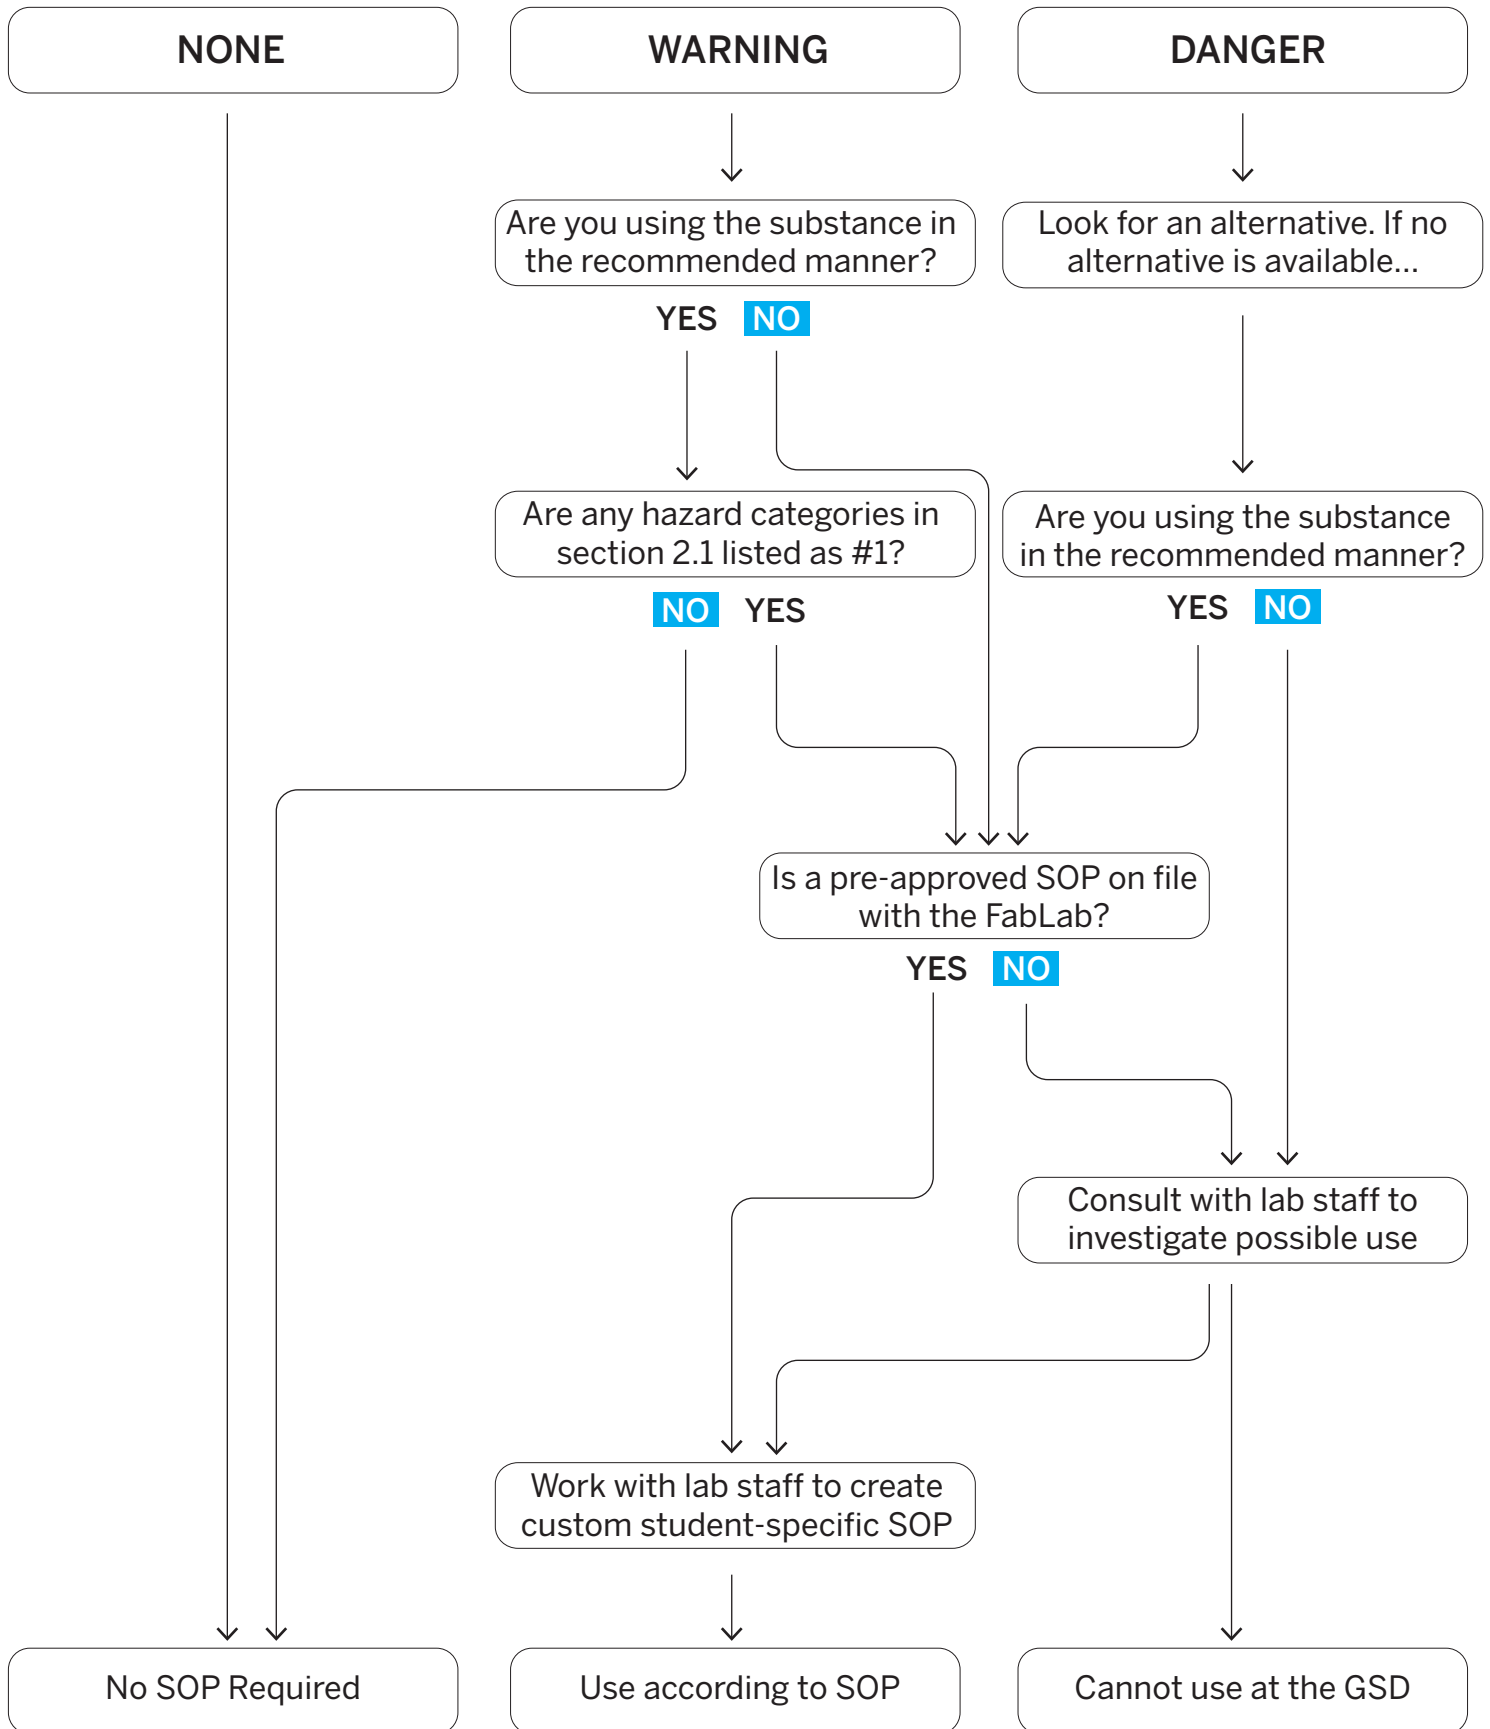 NONE
WARNING
DANGER
Are you using the substance in
the recommended manner?
Look for an alternative. If no
alternative is available...
YES NO
Are any hazard categories in
section 2.1 listed as #1?
Are you using the substance
in the recommended manner?
NO YES
YES NO
Is a pre-approved SOP on file
with the FabLab?
YES NO
Consult with lab staff to
investigate possible use
Work with lab staff to create
custom student-specific SOP
No SOP Required
Use according to SOP
Cannot use at the GSD